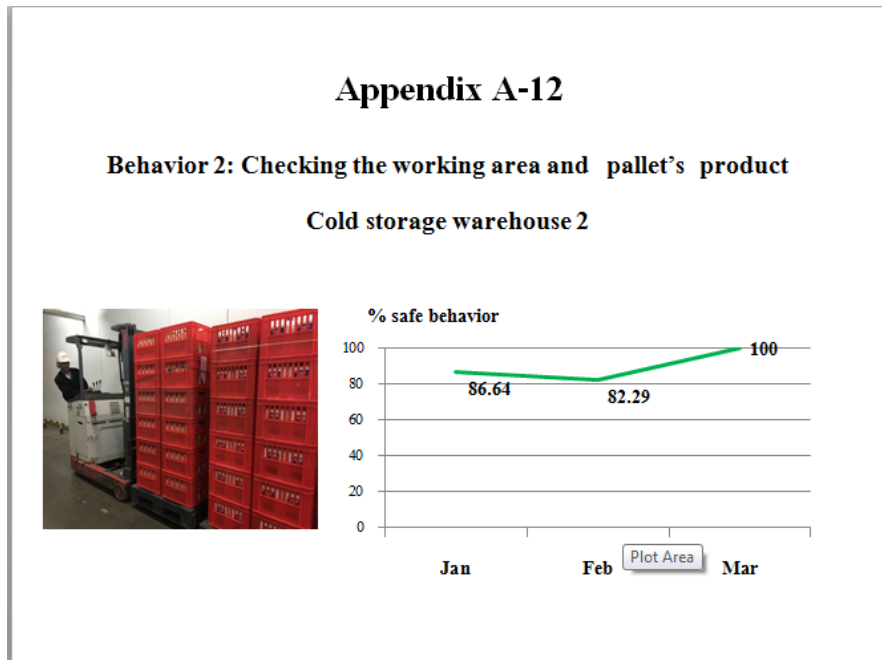 Appendix A-12
Behavior 2: Checking the working area and pallet's product
Cold storage warehouse 2
% safe behavior
100
80
60
40
20
0
86.64
82.29
100
Jan
Feb
Plot Area
Mar